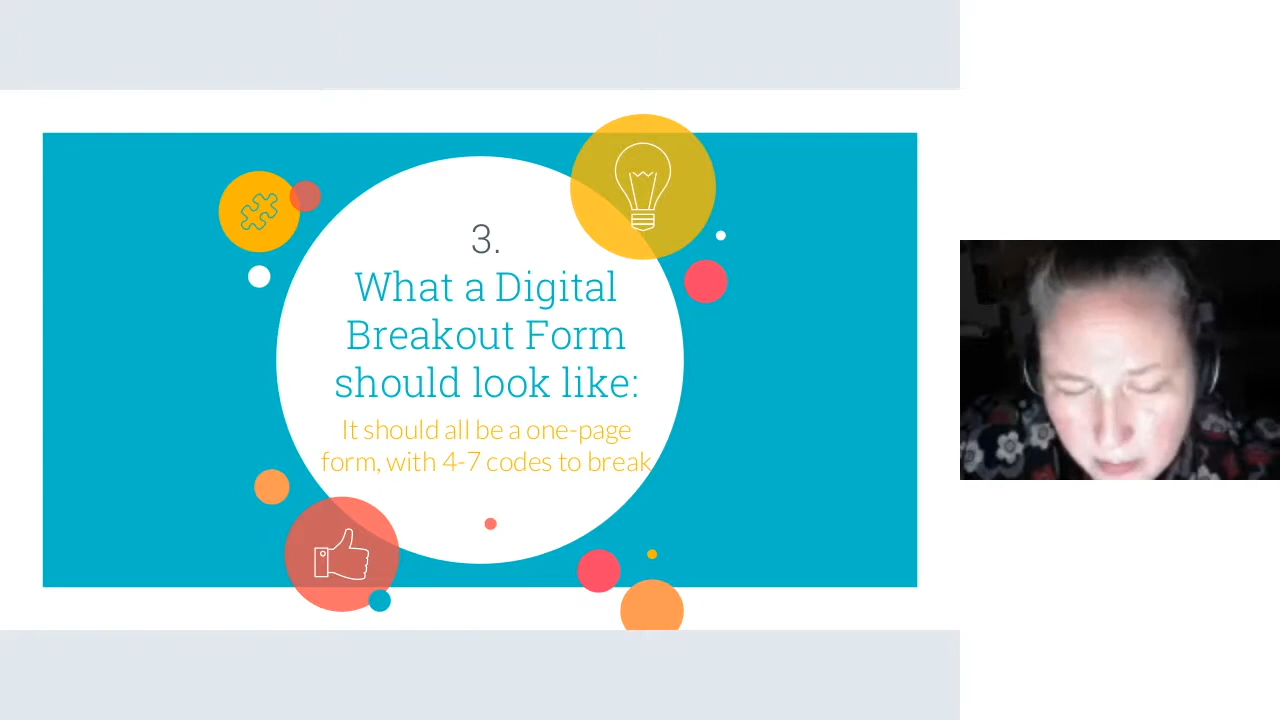 3.
What a Digital
Breakout Form
should look like:
It should all be a one-page
form, with 4-7 codes to break